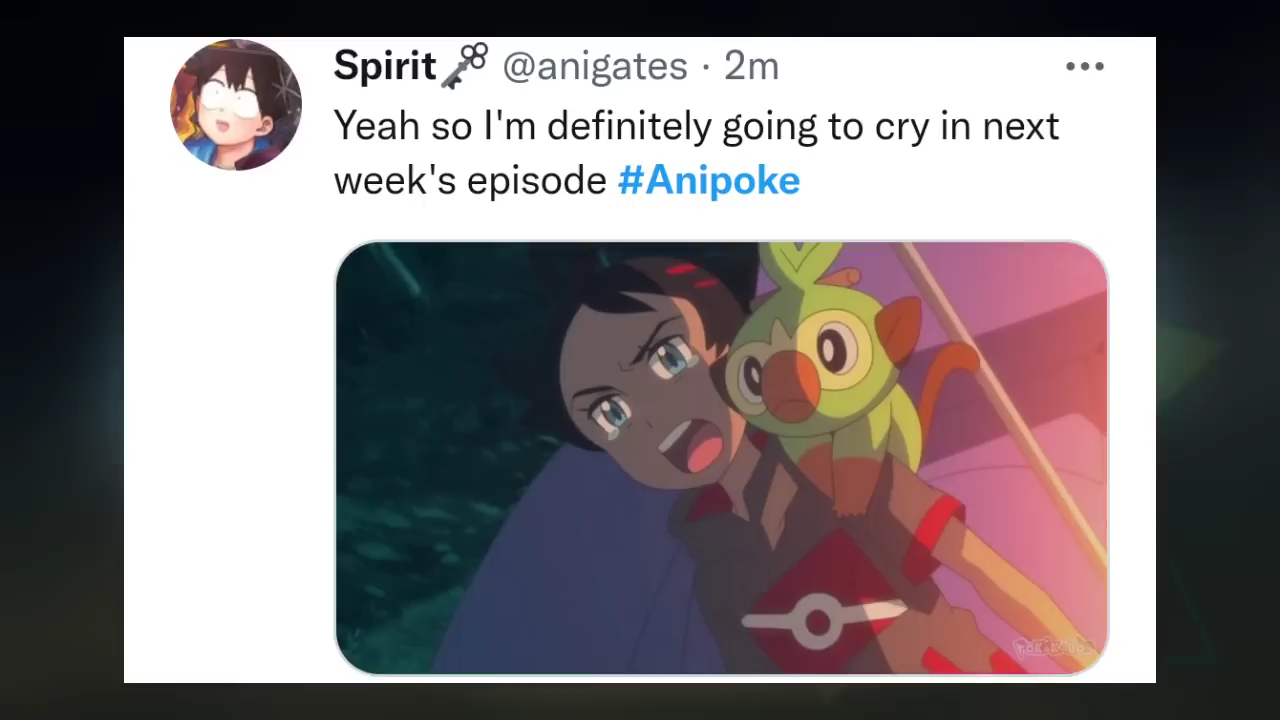 Spirit @anigates · 2m
Yeah so I'm definitely going to cry in next
week's episode #Anipoke